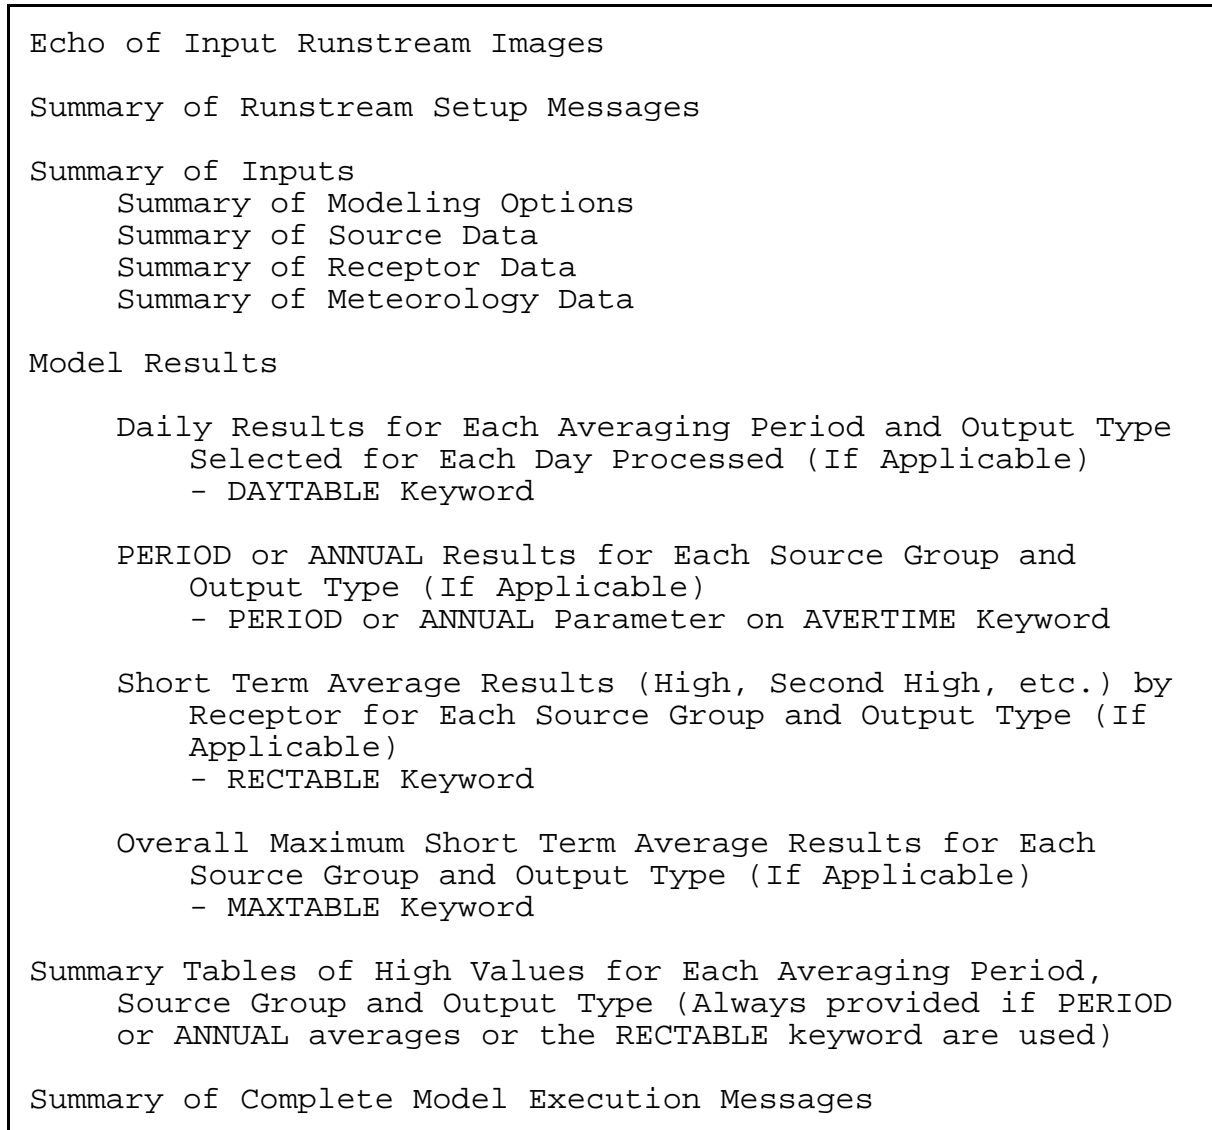 Echo of Input Runstream Images
Summary of Runstream Setup Messages
Summary of Inputs
Summary of Modeling Options
Summary of Source Data
Summary of Receptor Data
Summary of Meteorology Data
Model Results
Daily Results for Each Averaging Period and Output Type
Selected for Each Day Processed (If Applicable)
- DAYTABLE Keyword
PERIOD or ANNUAL Results for Each Source Group and
Output Type (If Applicable)
- PERIOD or ANNUAL Parameter on AVERTIME Keyword
Short Term Average Results (High, Second High, etc.) by
Receptor for Each Source Group and Output Type (If
Applicable)
- RECTABLE Keyword
Overall Maximum Short Term Average Results for Each
Source Group and Output Type (If Applicable)
- MAXTABLE Keyword
Summary Tables of High Values for Each Averaging Period,
Source Group and Output Type (Always provided if PERIOD
or ANNUAL averages or the RECTABLE keyword are used)
Summary of Complete Model Execution Messages